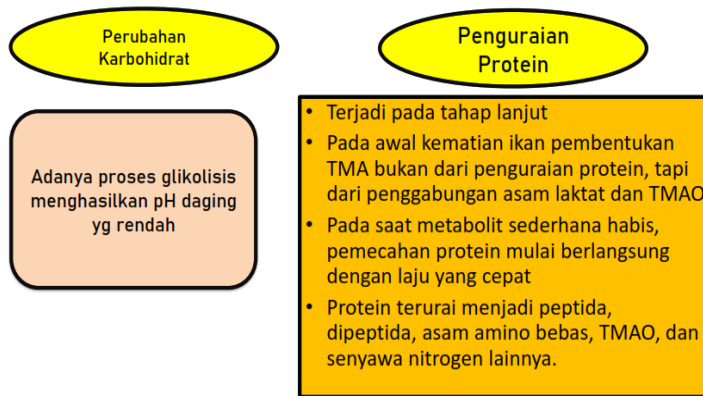 Perubahan
Karbohidrat
Adanya proses glikolisis
menghasilkan pH daging
yg rendah
Penguraian
Protein
• Terjadi pada tahap lanjut
• Pada awal kematian ikan pembentukan
TMA bukan dari penguraian protein, tapi
dari penggabungan asam laktat dan TMAO
• Pada saat metabolit sederhana habis,
pemecahan protein mulai berlangsung
dengan laju yang cepat
• Protein terurai menjadi peptida,
dipeptida, asam amino bebas, TMAO, dan
senyawa nitrogen lainnya.